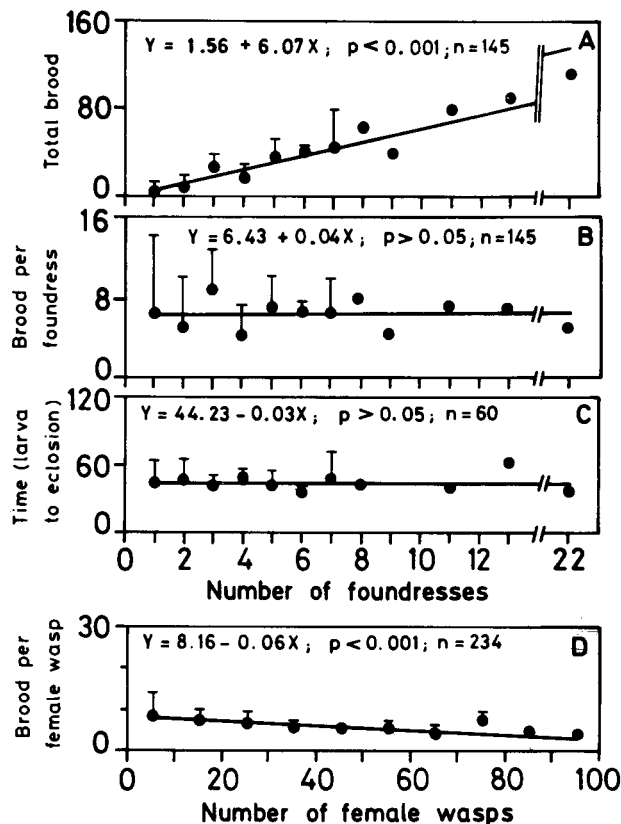 160
80
0
Total brood
Y = 1.56 + 6.07X; p < 0.001; n=145
A
16
8
0
Brood per
foundress
Y = 6.43 + 0.04X; p > 0.05; n=145
B
120
60
0
Time (larva
to eclosion)
Y = 44.23 - 0.03X; p > 0.05; n=60
C
0 2 4 6 8 10 12 22
Number of foundresses
30
0
Brood per
female wasp
Y = 8.16 - 0.06X; p < 0.001; n = 234
D
0 20 40 60 80 100
Number of female wasps